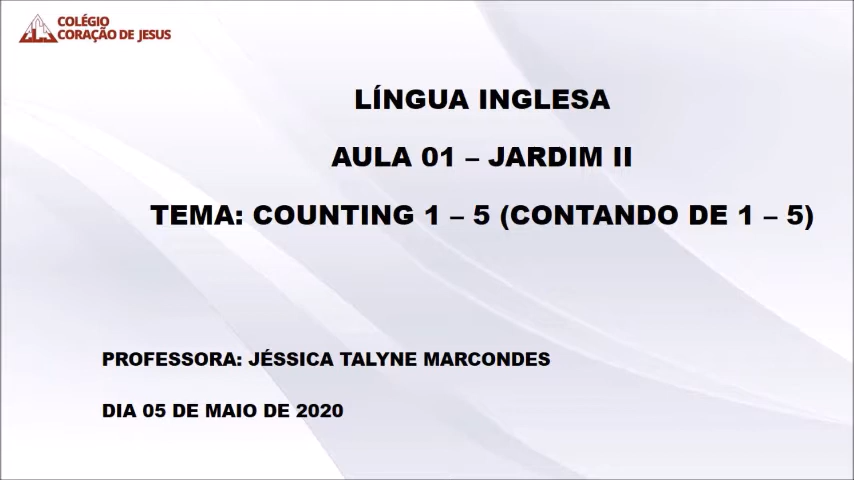 COLÉGIO
CORAÇÃO DE JESUS
LÍNGUA INGLESA
AULA 01 – JARDIM II
TEMA: COUNTING 1 – 5 (CONTANDO DE 1 – 5)
PROFESSORA: JÉSSICA TALYNE MARCONDES
DIA 05 DE MAIO DE 2020